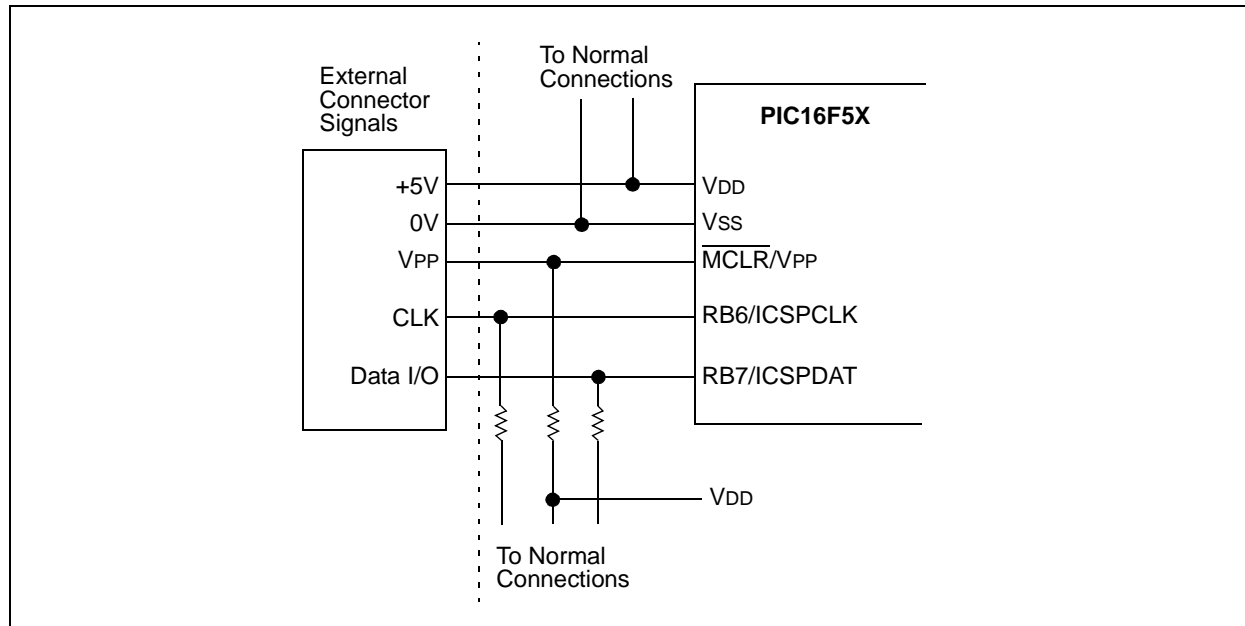 To Normal
Connections
External
Connector
Signals
PIC16F5X
+5V
VDD
0V
VSS
VPP
MCLR/VPP
CLK
RB6/ICSPCLK
Data I/O
RB7/ICSPDAT
VDD
To Normal
Connections